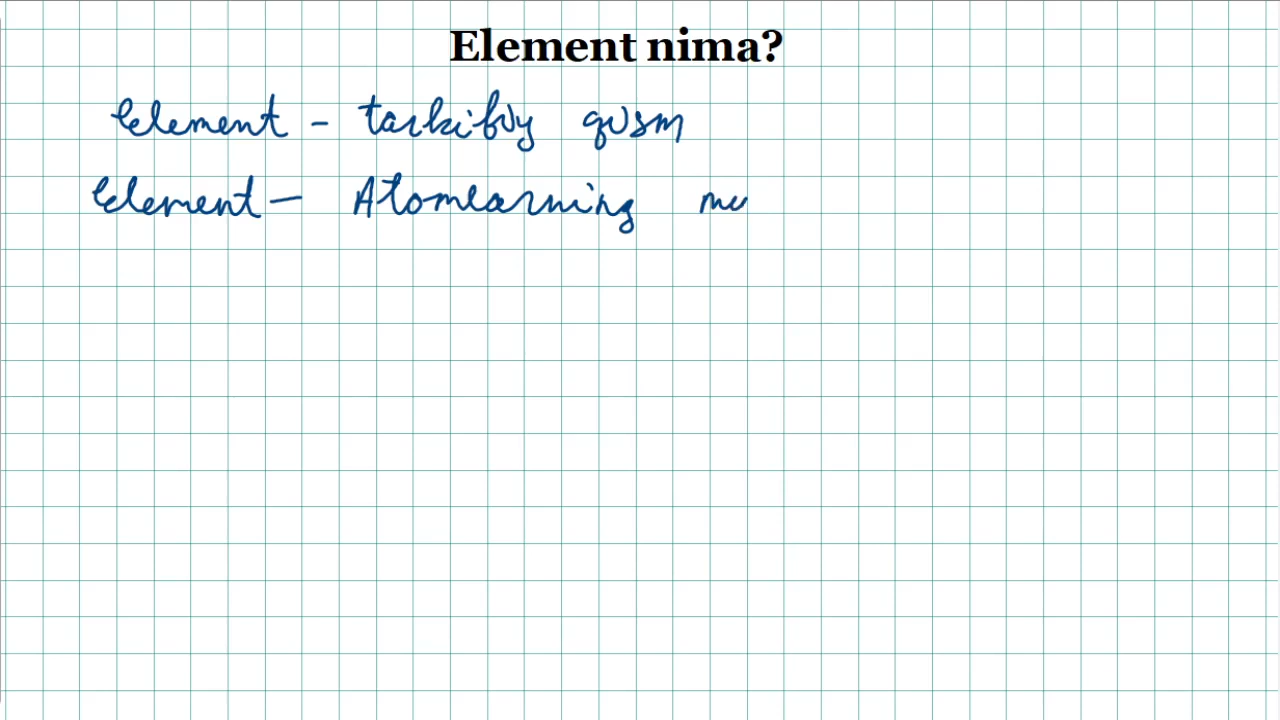 Element nima?
Element - tarkibiy qism
Element - Atomlarning